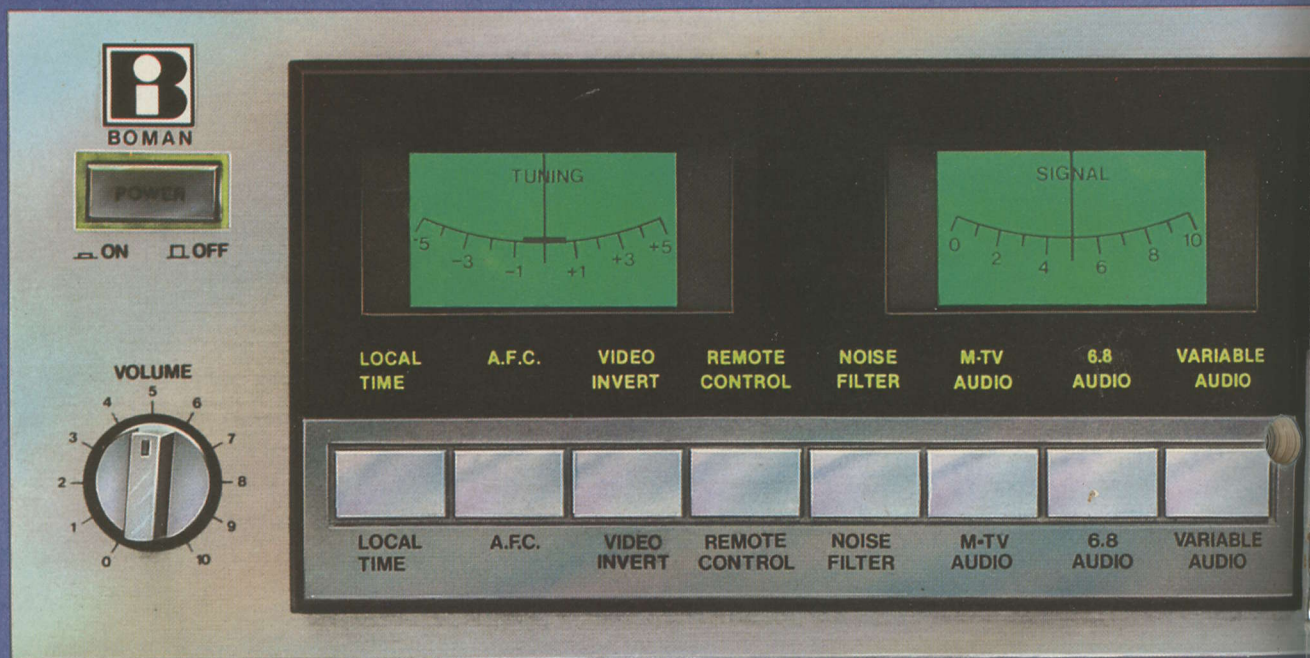 BOMAN
POWER
ON OFF
VOLUME
0 1 2 3 4 5 6 7 8 9 10
TUNING
-5 -3 -1 +1 +3 +5
SIGNAL
0 2 4 6 8 10
LOCAL TIME
A.F.C.
VIDEO INVERT
REMOTE CONTROL
NOISE FILTER
M-TV AUDIO
6.8 AUDIO
VARIABLE AUDIO
LOCAL TIME
A.F.C.
VIDEO INVERT
REMOTE CONTROL
NOISE FILTER
M-TV AUDIO
6.8 AUDIO
VARIABLE AUDIO